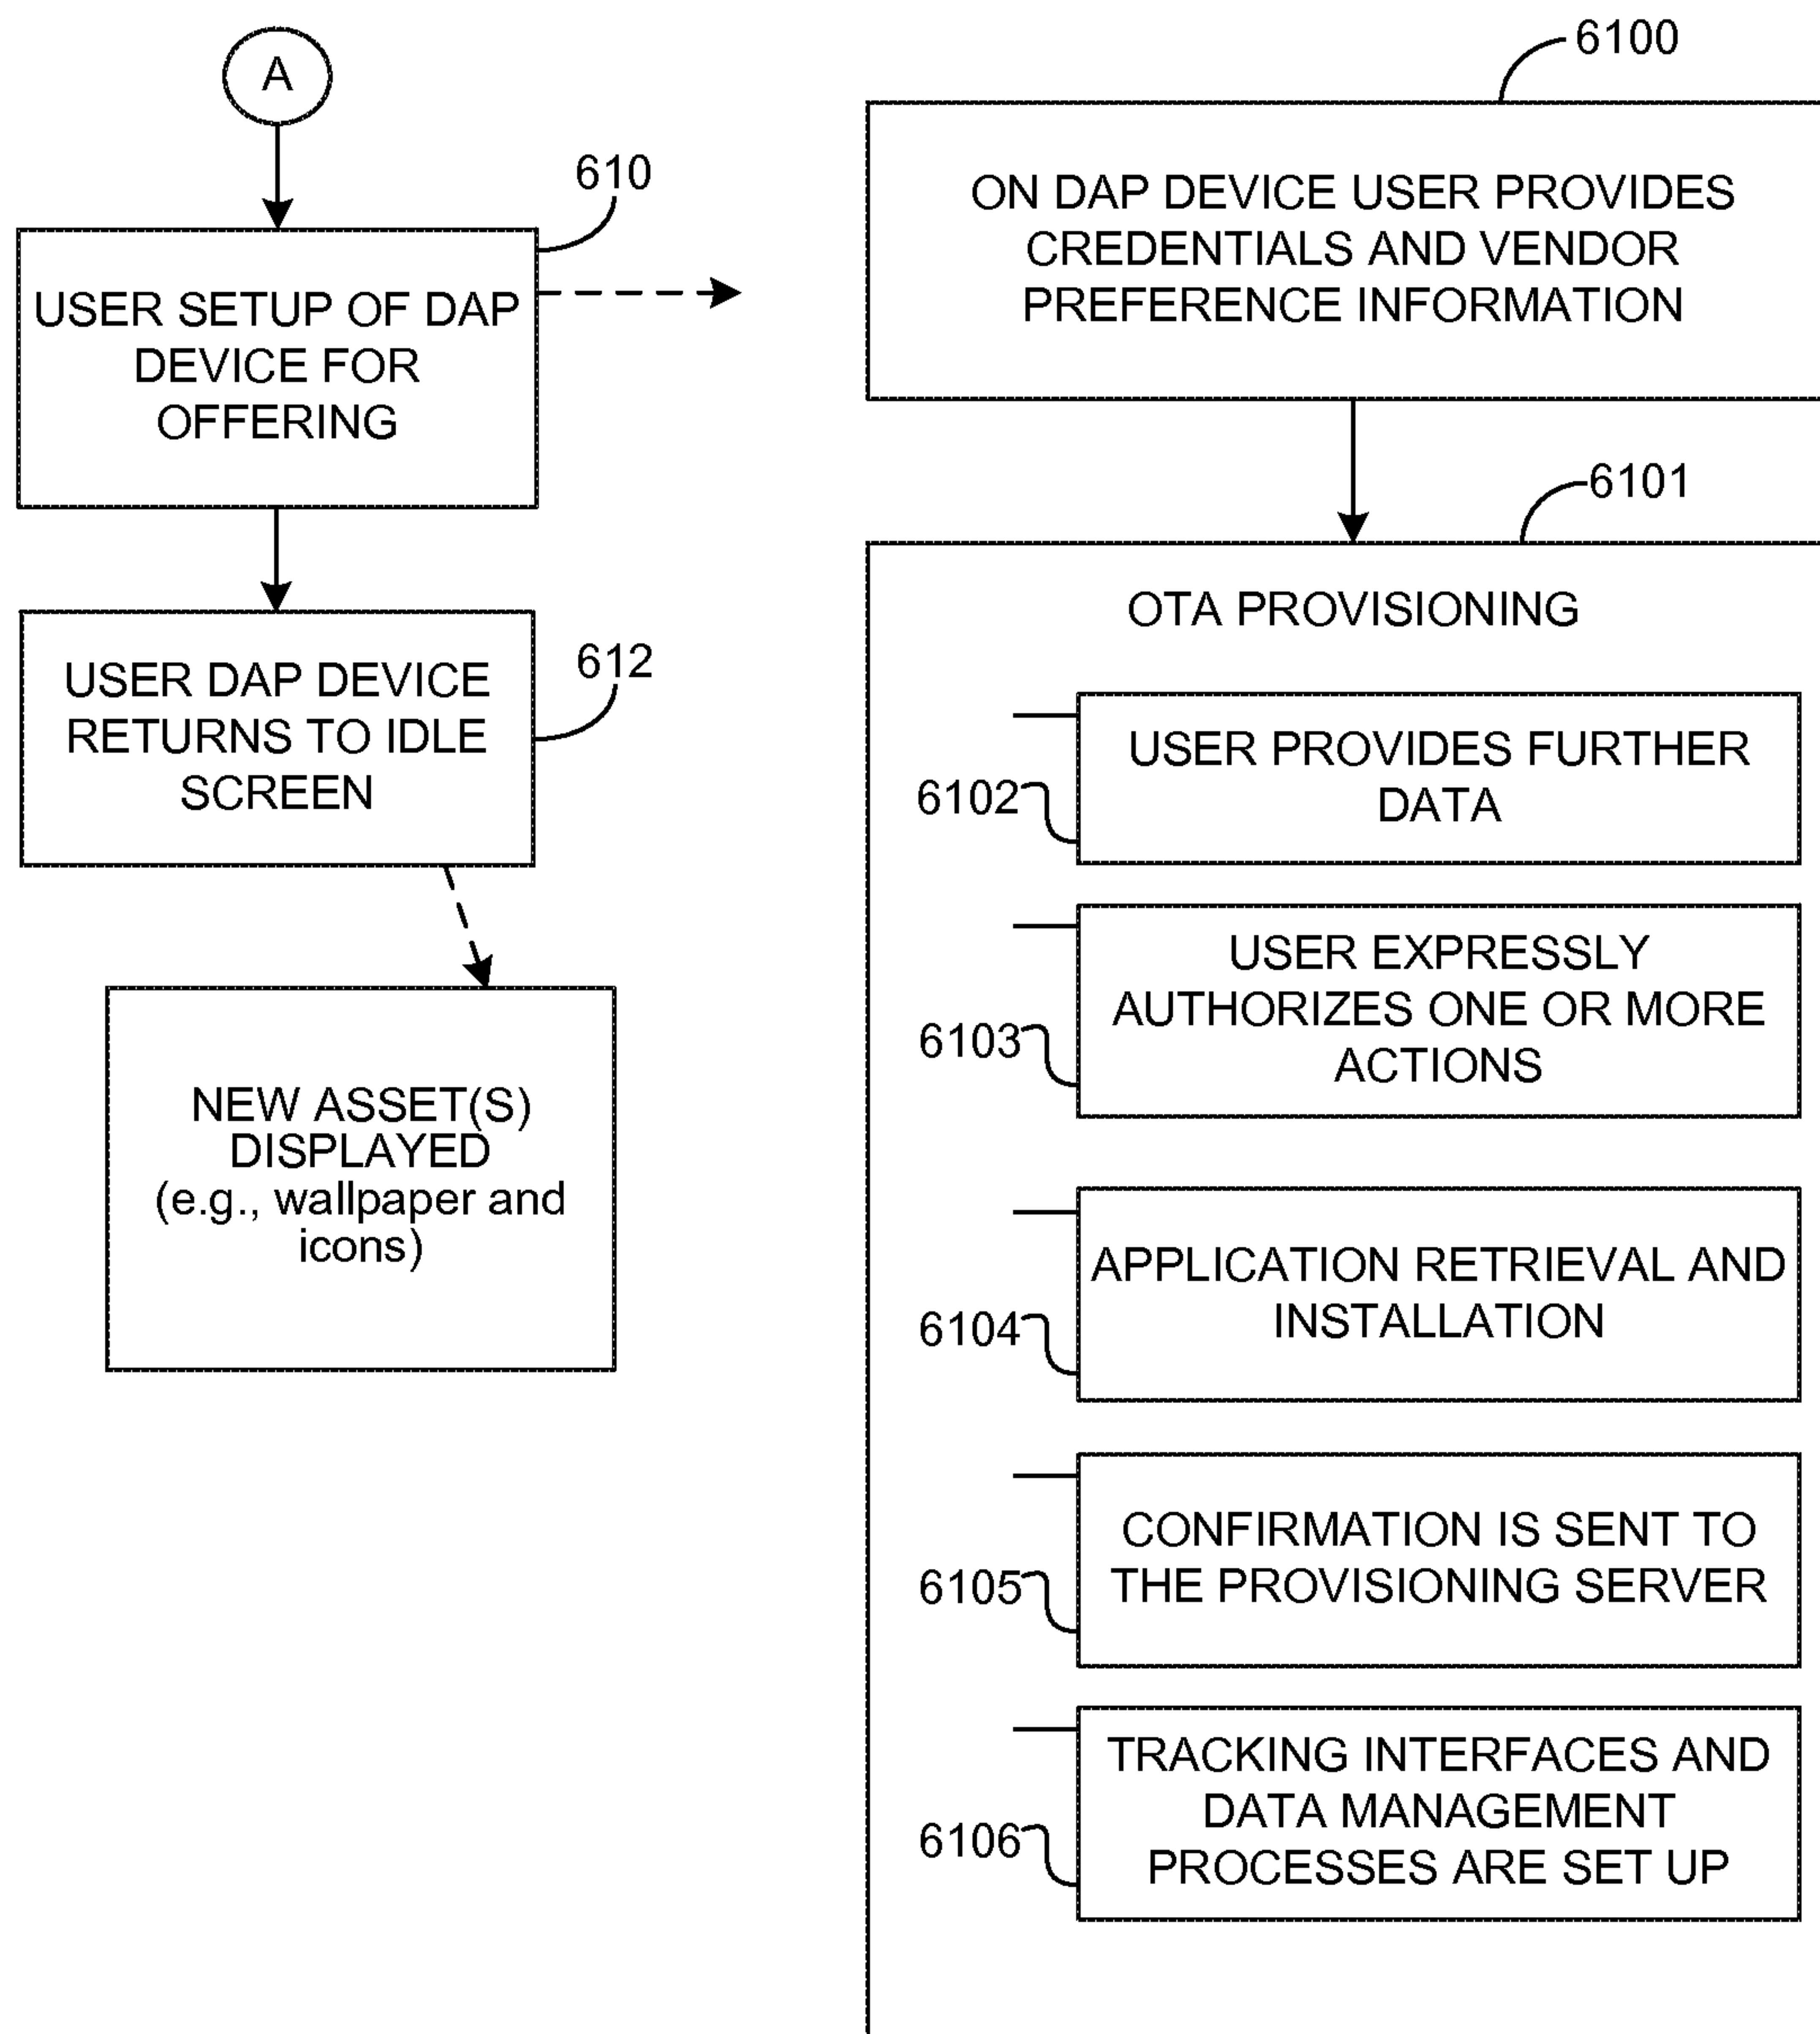 A
610
USER SETUP OF DAP
DEVICE FOR
OFFERING
612
USER DAP DEVICE
RETURNS TO IDLE
SCREEN
NEW ASSET(S)
DISPLAYED
(e.g., wallpaper and
icons)
6100
ON DAP DEVICE USER PROVIDES
CREDENTIALS AND VENDOR
PREFERENCE INFORMATION
6101
OTA PROVISIONING
6102
USER PROVIDES FURTHER
DATA
6103
USER EXPRESSLY
AUTHORIZES ONE OR MORE
ACTIONS
6104
APPLICATION RETRIEVAL AND
INSTALLATION
6105
CONFIRMATION IS SENT TO
THE PROVISIONING SERVER
6106
TRACKING INTERFACES AND
DATA MANAGEMENT
PROCESSES ARE SET UP